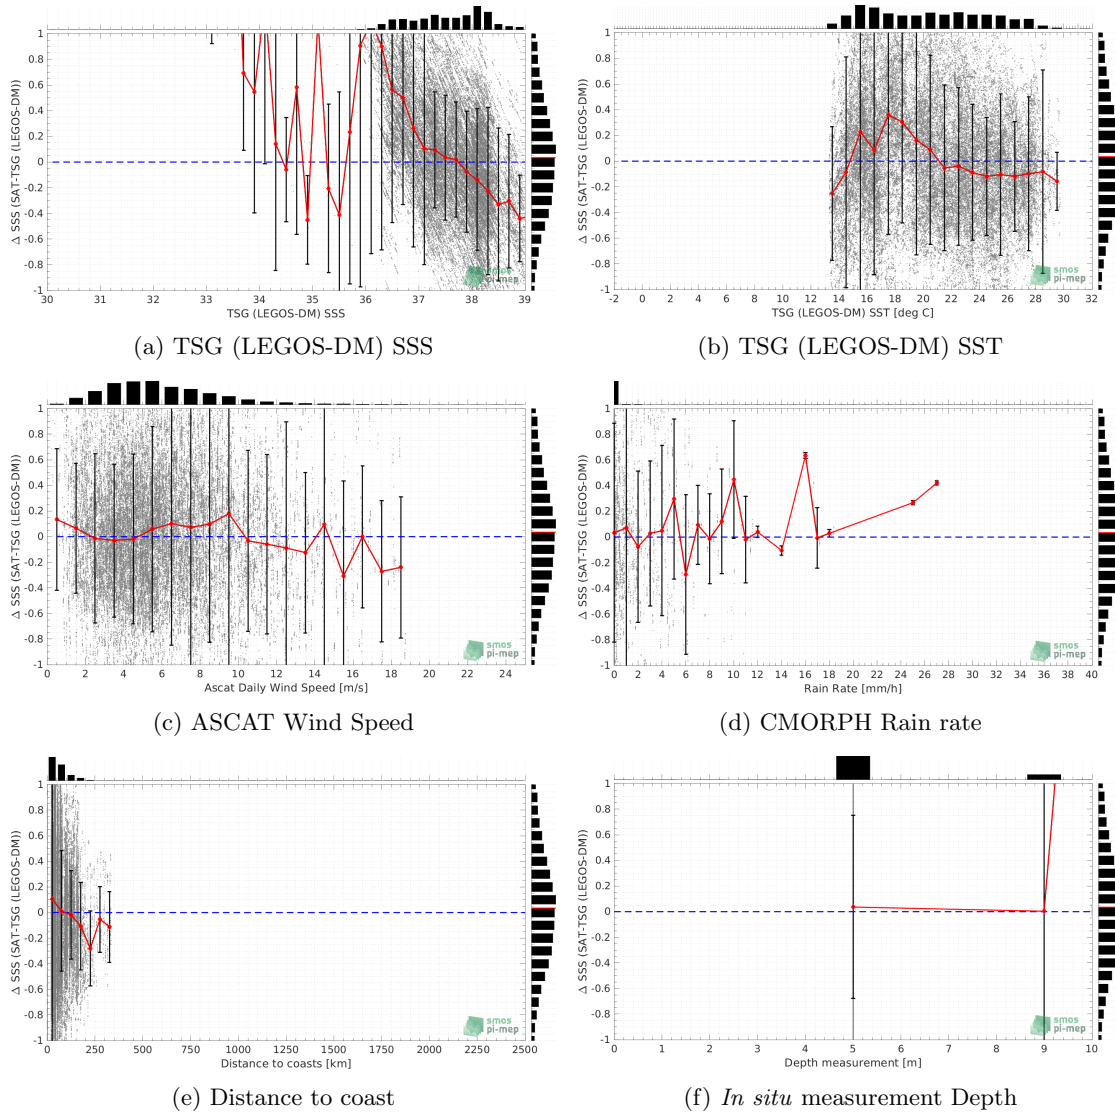 1
0.8
0.6
0.4
0.2
0
-0.2
-0.4
-0.6
-0.8
-1
Δ SSS (SAT-TSG (LEGOS-DM))
30 31 32 33 34 35 36 37 38 39
TSG (LEGOS-DM) SSS
smos
pi-mep
(a) TSG (LEGOS-DM) SSS
1
0.8
0.6
0.4
0.2
0
-0.2
-0.4
-0.6
-0.8
-1
Δ SSS (SAT-TSG (LEGOS-DM))
-2 0 2 4 6 8 10 12 14 16 18 20 22 24 26 28 30 32
TSG (LEGOS-DM) SST [deg C]
smos
pi-mep
(b) TSG (LEGOS-DM) SST
1
0.8
0.6
0.4
0.2
0
-0.2
-0.4
-0.6
-0.8
-1
Δ SSS (SAT-TSG (LEGOS-DM))
0 2 4 6 8 10 12 14 16 18 20 22 24
Ascat Daily Wind Speed [m/s]
smos
pi-mep
(c) ASCAT Wind Speed
1
0.8
0.6
0.4
0.2
0
-0.2
-0.4
-0.6
-0.8
-1
Δ SSS (SAT-TSG (LEGOS-DM))
0 2 4 6 8 10 12 14 16 18 20 22 24 26 28 30 32 34 36 38 40
Rain Rate [mm/h]
smos
pi-mep
(d) CMORPH Rain rate
1
0.8
0.6
0.4
0.2
0
-0.2
-0.4
-0.6
-0.8
-1
Δ SSS (SAT-TSG (LEGOS-DM))
0 250 500 750 1000 1250 1500 1750 2000 2250 2500
Distance to coasts [km]
smos
pi-mep
(e) Distance to coast
1
0.8
0.6
0.4
0.2
0
-0.2
-0.4
-0.6
-0.8
-1
Δ SSS (SAT-TSG (LEGOS-DM))
0 1 2 3 4 5 6 7 8 9 10
Depth measurement [m]
smos
pi-mep
(f) In situ measurement Depth